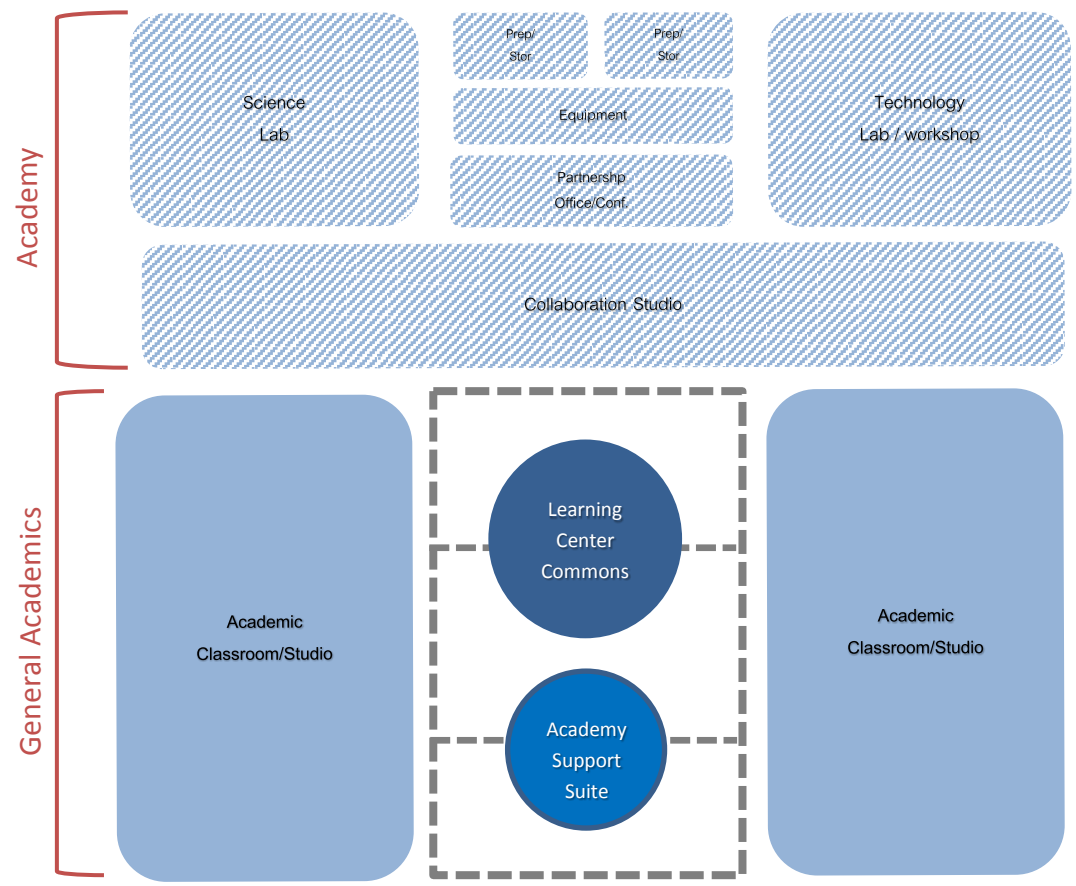 Academy
Science
Lab
Prep/
Stor
Prep/
Stor
Equipment
Partnershp
Office/Conf.
Technology
Lab / workshop
Collaboration Studio
General Academics
Academic
Classroom/Studio
Learning
Center
Commons
Academy
Support
Suite
Academic
Classroom/Studio